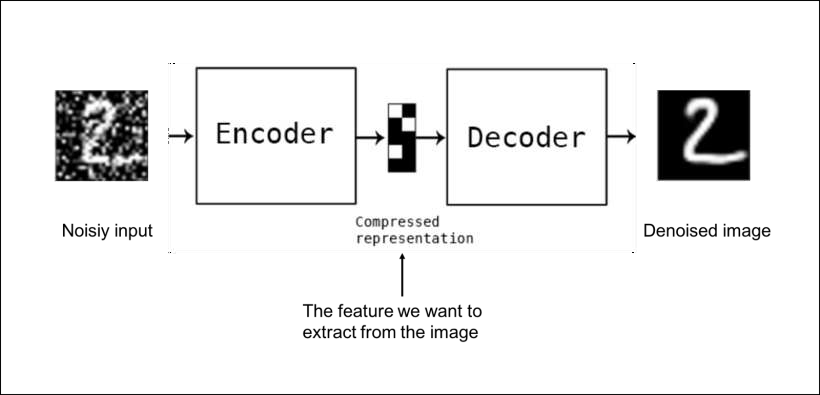 Encoder
Decoder
Noisiy input
Compressed
representation
Denoised image
The feature we want to
extract from the image